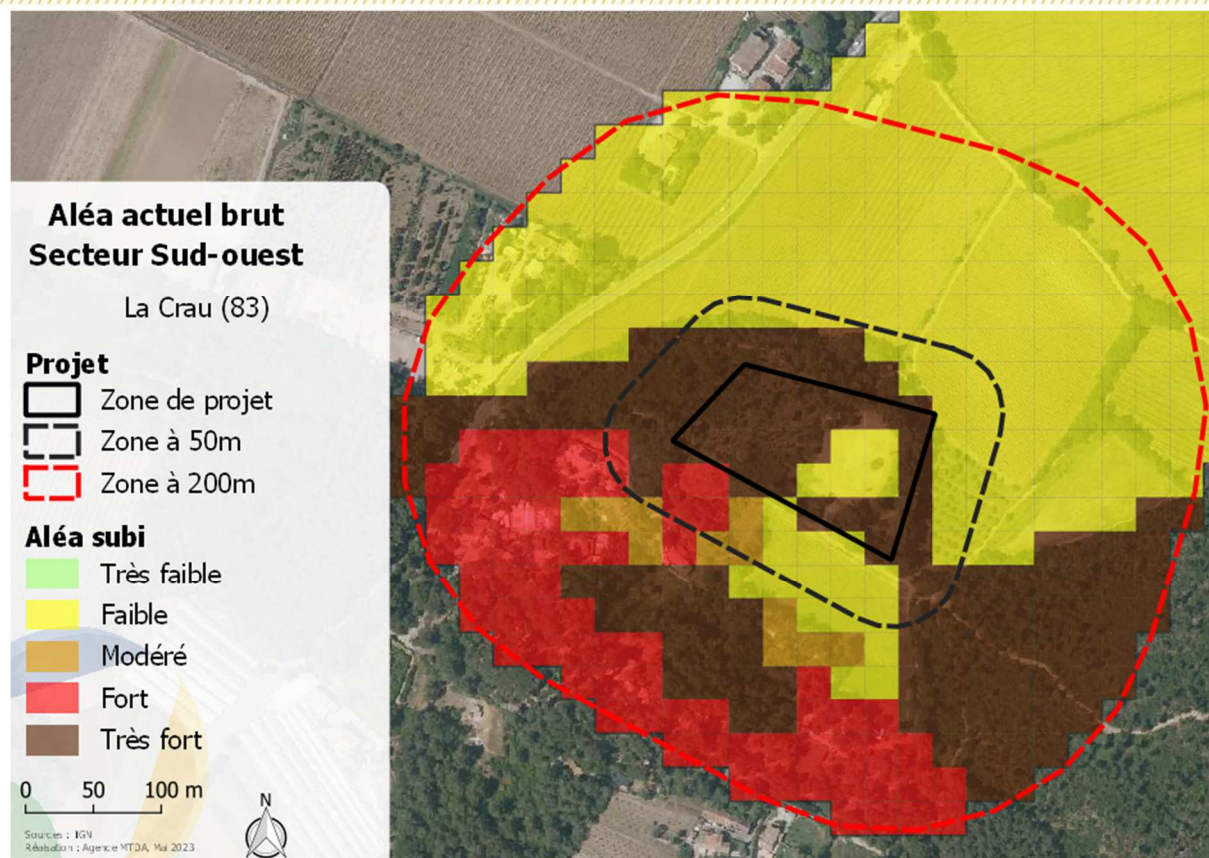 Aléa actuel brut
Secteur Sud-ouest
La Crau (83)
Projet
Zone de projet
Zone à 50m
Zone à 200m
Aléa subi
Très faible
Faible
Modéré
Fort
Très fort
0 50 100 m
N
Sources : IGN
Réalisation : Agence MTDA, Mai 2023